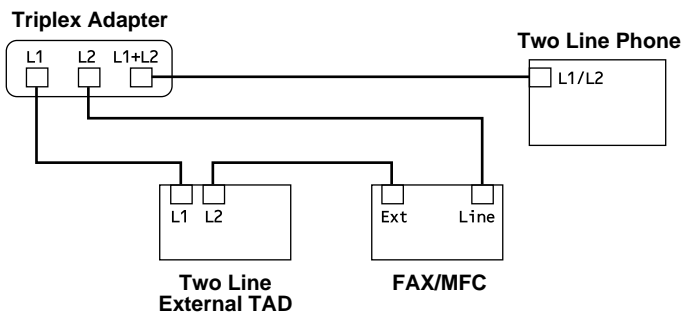 Triplex Adapter
L1 L2 L1+L2
Two Line Phone
L1/L2
L1 L2
Ext Line
Two Line
External TAD
FAX/MFC